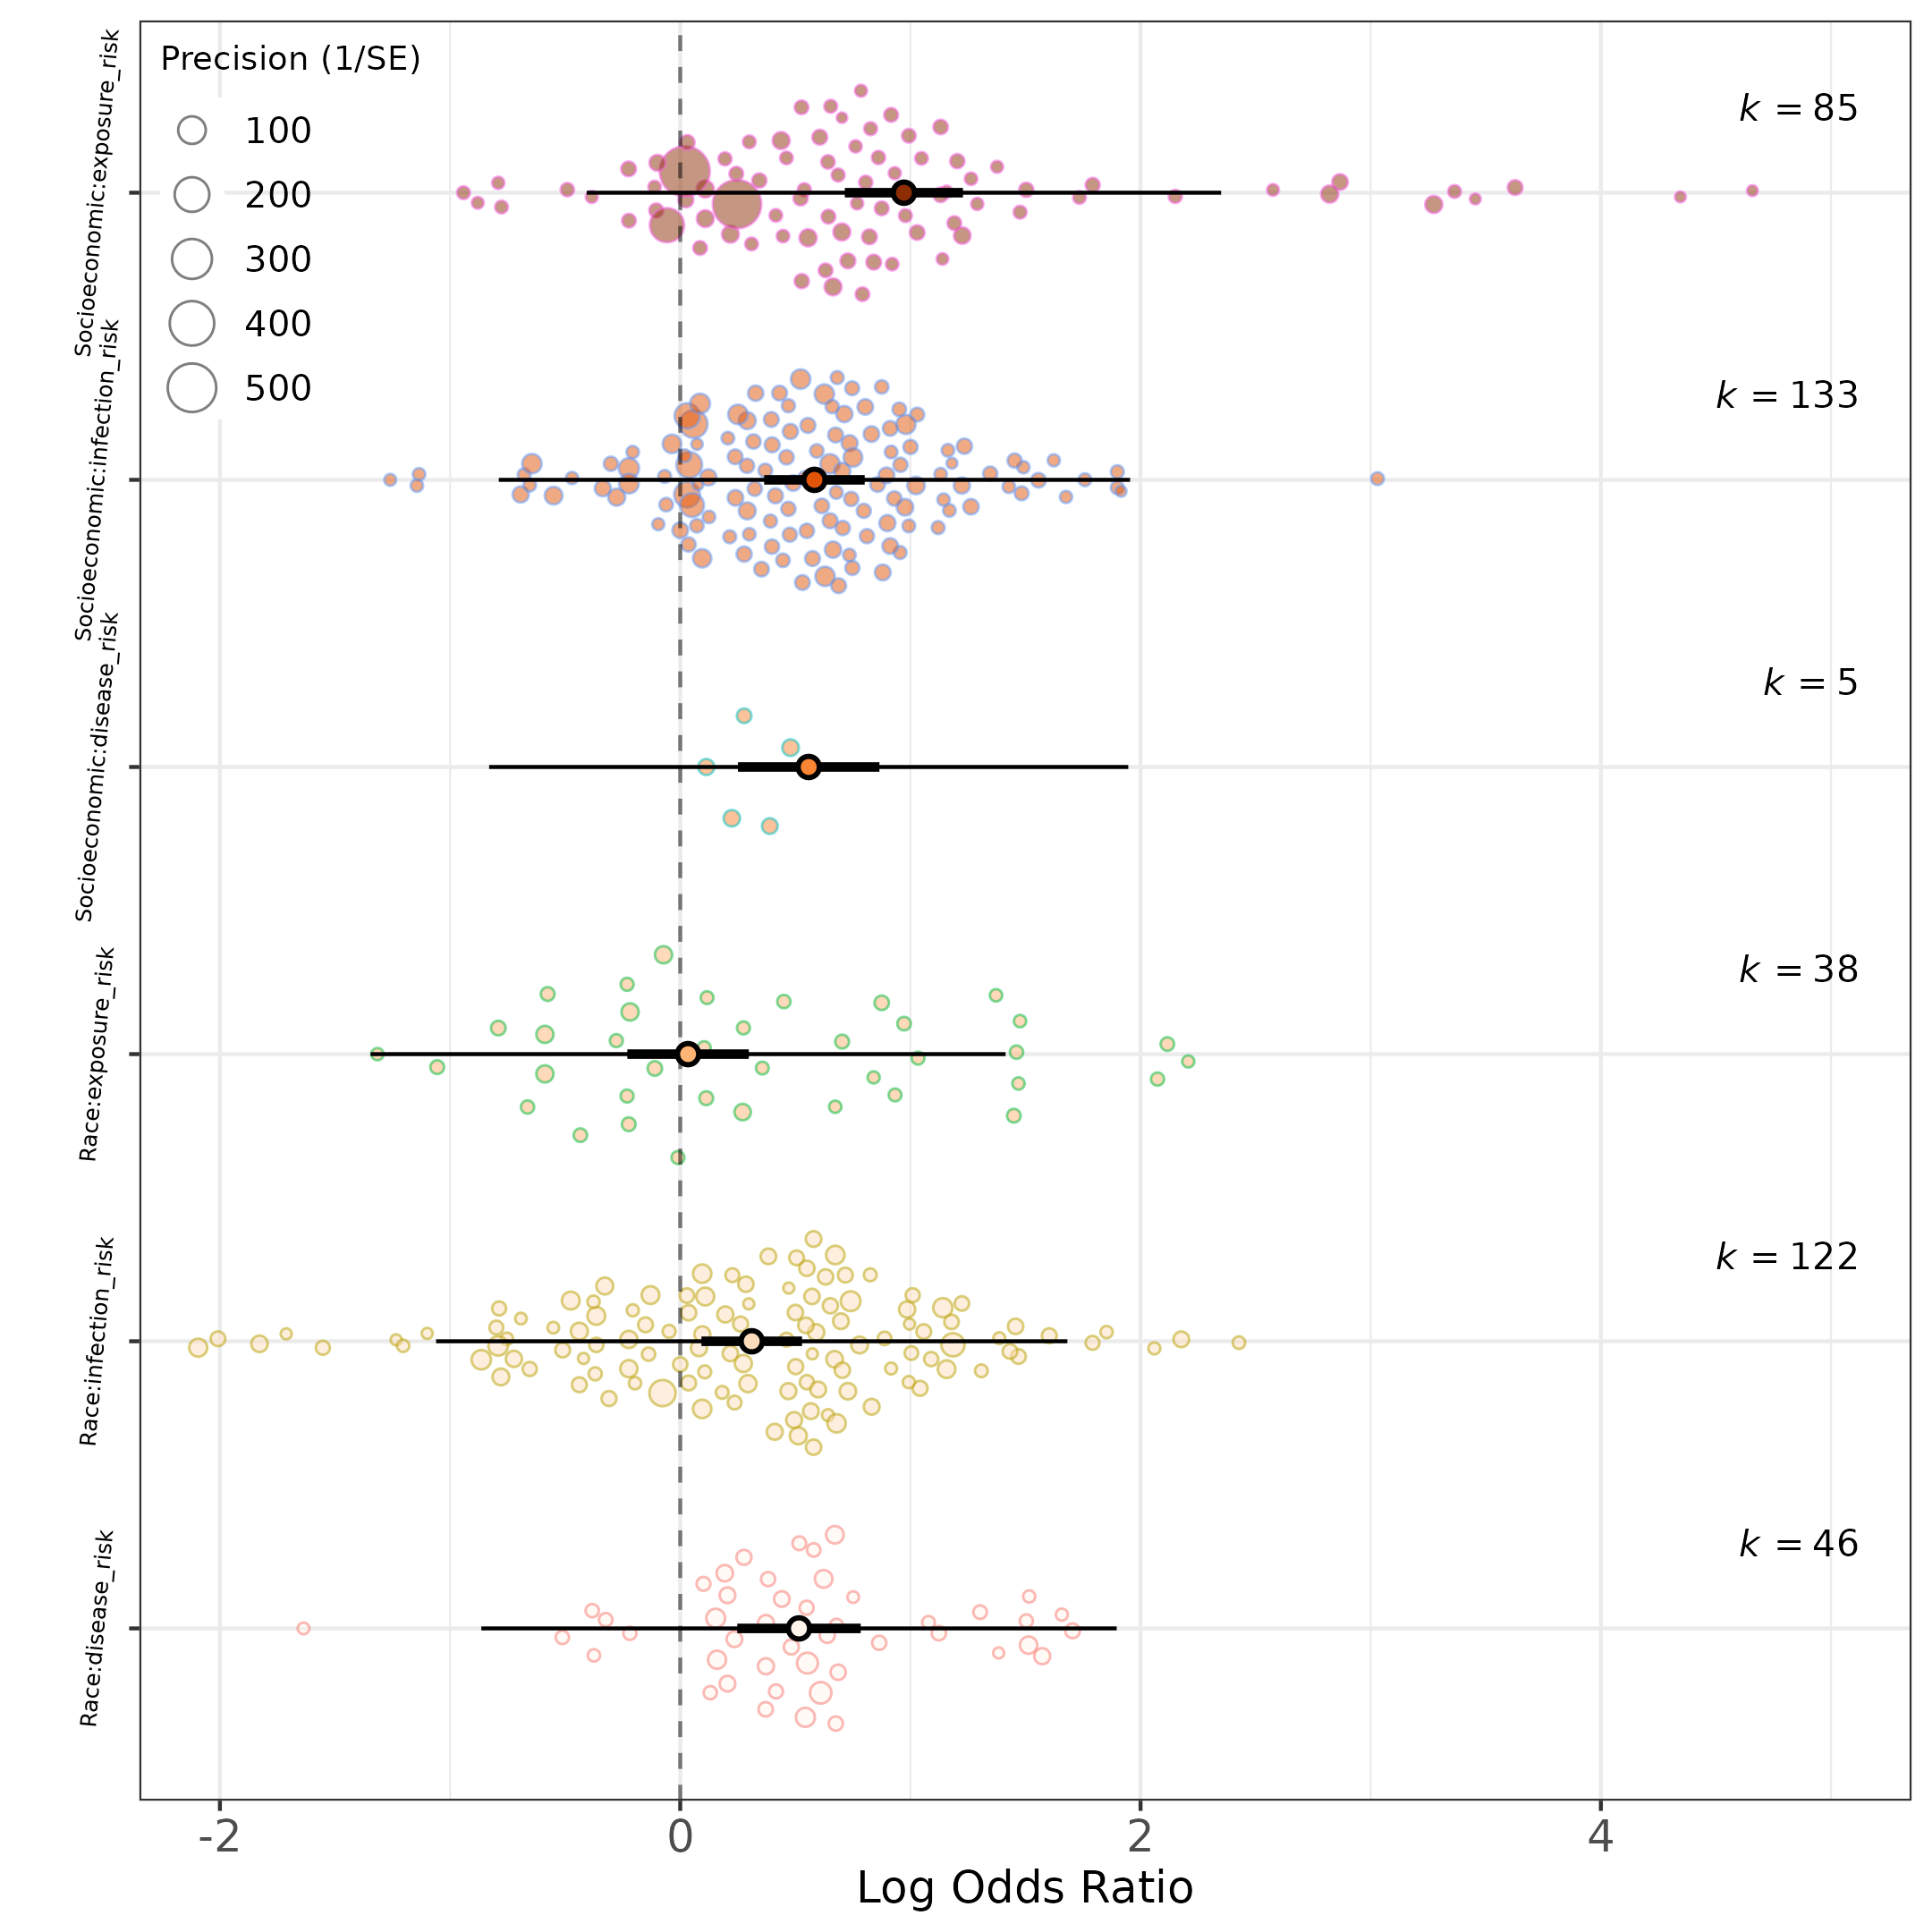 Precision (1/SE)
100
200
300
400
500
Socioeconomic:exposure_risk
k = 85
Socioeconomic:infection_risk
k = 133
Socioeconomic:disease_risk
k = 5
Race:exposure_risk
k = 38
Race:infection_risk
k = 122
Race:disease_risk
k = 46
-2 0 2 4
Log Odds Ratio